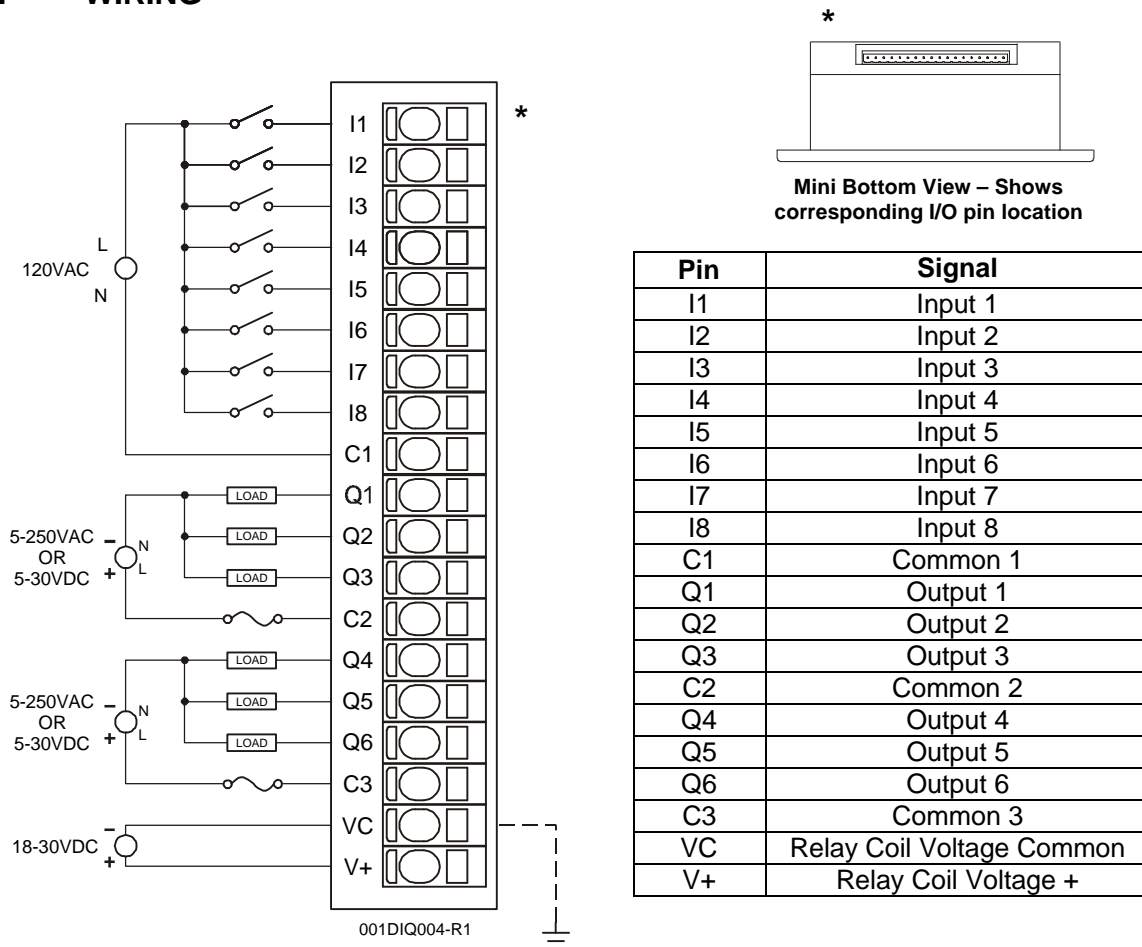 WIRING
*
*
I1
I2
I3
I4
I5
I6
I7
I8
C1
Q1
Q2
Q3
C2
Q4
Q5
Q6
C3
VC
V+
L
120VAC
N
5-250VAC
OR
5-30VDC
–
+
N
L
LOAD
LOAD
LOAD
5-250VAC
OR
5-30VDC
–
+
N
L
LOAD
LOAD
LOAD
18-30VDC
–
+
001DIQ004-R1
Mini Bottom View – Shows
corresponding I/O pin location
Pin Signal
I1 Input 1
I2 Input 2
I3 Input 3
I4 Input 4
I5 Input 5
I6 Input 6
I7 Input 7
I8 Input 8
C1 Common 1
Q1 Output 1
Q2 Output 2
Q3 Output 3
C2 Common 2
Q4 Output 4
Q5 Output 5
Q6 Output 6
C3 Common 3
VC Relay Coil Voltage Common
V+ Relay Coil Voltage +